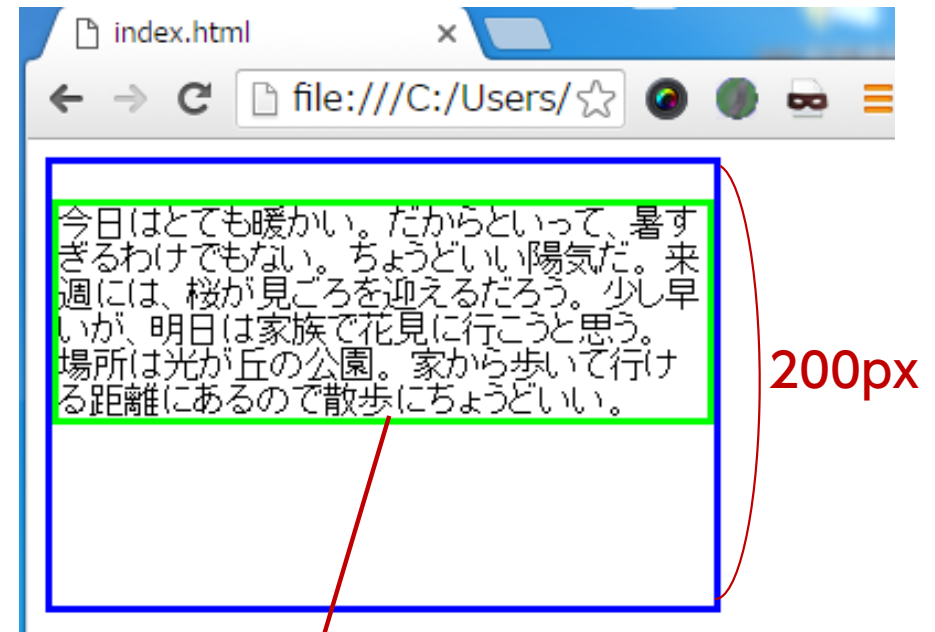 index.html
file:///C:/Users/
今日はとても暖かい。だからといって、暑す
ぎるわけでもない。ちょうどいい陽気だ。来
週には、桜が見ごろを迎えるだろう。少し早
いが、明日は家族で花見に行こうと思う。
場所は光が丘の公園。家から歩いて行け
る距離にあるので散歩にちょうどいい。
200px